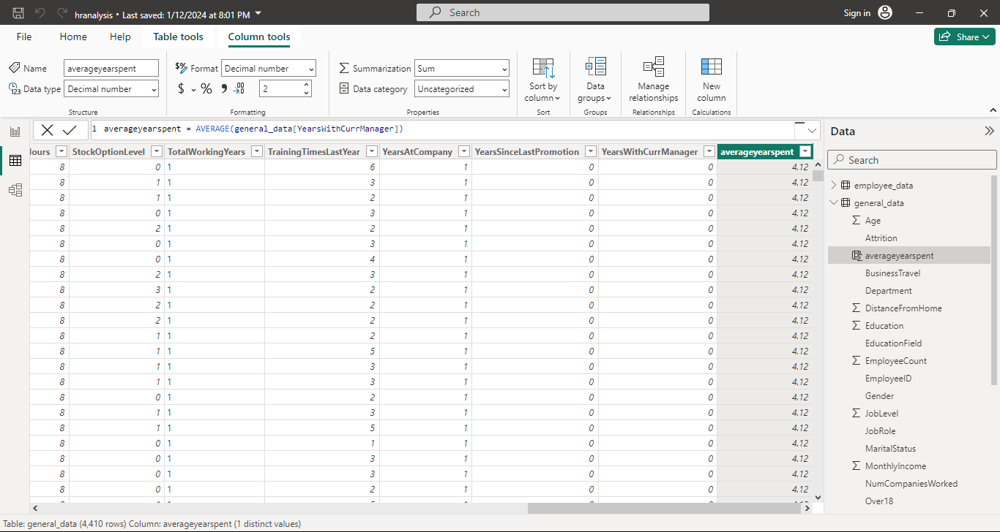 hranalysis • Last saved: 1/12/2024 at 8:01 PM
Search
Sign in
File Home Help Table tools Column tools
Share
Name averageyearspent
$% Format Decimal number
Summarization Sum
Data type Decimal number
$ % 9 .00 2
Data category Uncategorized
Sort by column
Data groups
Manage relationships
New column
Structure Formatting Properties Sort Groups Relationships Calculations
1 averageyearspent = AVERAGE(general_data[YearsWithCurrManager])
StockOptionLevel TotalWorkingYears TrainingTimesLastYear YearsAtCompany YearsSinceLastPromotion YearsWithCurrManager averageyearspent
8 0 1 6 1 0 0 4.12
8 1 1 3 1 0 0 4.12
8 1 1 2 1 0 0 4.12
8 0 1 3 1 0 0 4.12
8 2 1 2 1 0 0 4.12
8 0 1 3 1 0 0 4.12
8 0 1 4 1 0 0 4.12
8 2 1 3 1 0 0 4.12
8 3 1 2 1 0 0 4.12
8 2 1 2 1 0 0 4.12
8 2 1 2 1 0 0 4.12
8 1 1 2 1 0 0 4.12
8 1 1 5 1 0 0 4.12
8 1 1 3 1 0 0 4.12
8 1 1 3 1 0 0 4.12
8 0 1 2 1 0 0 4.12
8 1 1 3 1 0 0 4.12
8 1 1 5 1 0 0 4.12
8 0 1 1 1 0 0 4.12
8 0 1 3 1 0 0 4.12
8 0 1 3 1 0 0 4.12
8 0 1 2 1 0 0 4.12
Data
Search
employee_data
general_data
Age
Attrition
averageyearspent
BusinessTravel
Department
DistanceFromHome
Education
EducationField
EmployeeCount
EmployeeID
Gender
JobLevel
JobRole
MaritalStatus
MonthlyIncome
NumCompaniesWorked
Over18
Table: general_data (4,410 rows) Column: averageyearspent (1 distinct values)